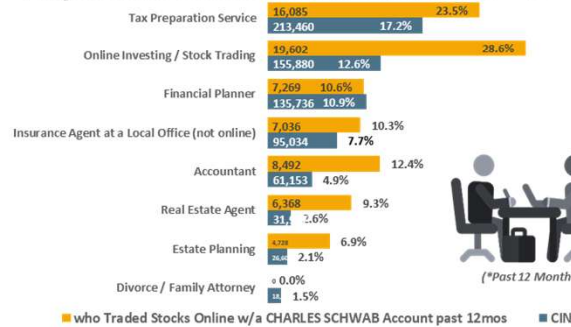 Tax Preparation Service 16,085 23.5%
213,460 17.2%
Online Investing / Stock Trading 19,602 28.6%
155,880 12.6%
Financial Planner 7,269 10.6%
135,736 10.9%
Insurance Agent at a Local Office (not online) 7,036 10.3%
95,034 7.7%
Accountant 8,492 12.4%
61,153 4.9%
Real Estate Agent 6,368 9.3%
2.6%
Estate Planning 4,728 6.9%
2.1%
Divorce / Family Attorney 0 0.0%
1.5%
(*Past 12 Month
who Traded Stocks Online w/a CHARLES SCHWAB Account past 12mos CIN